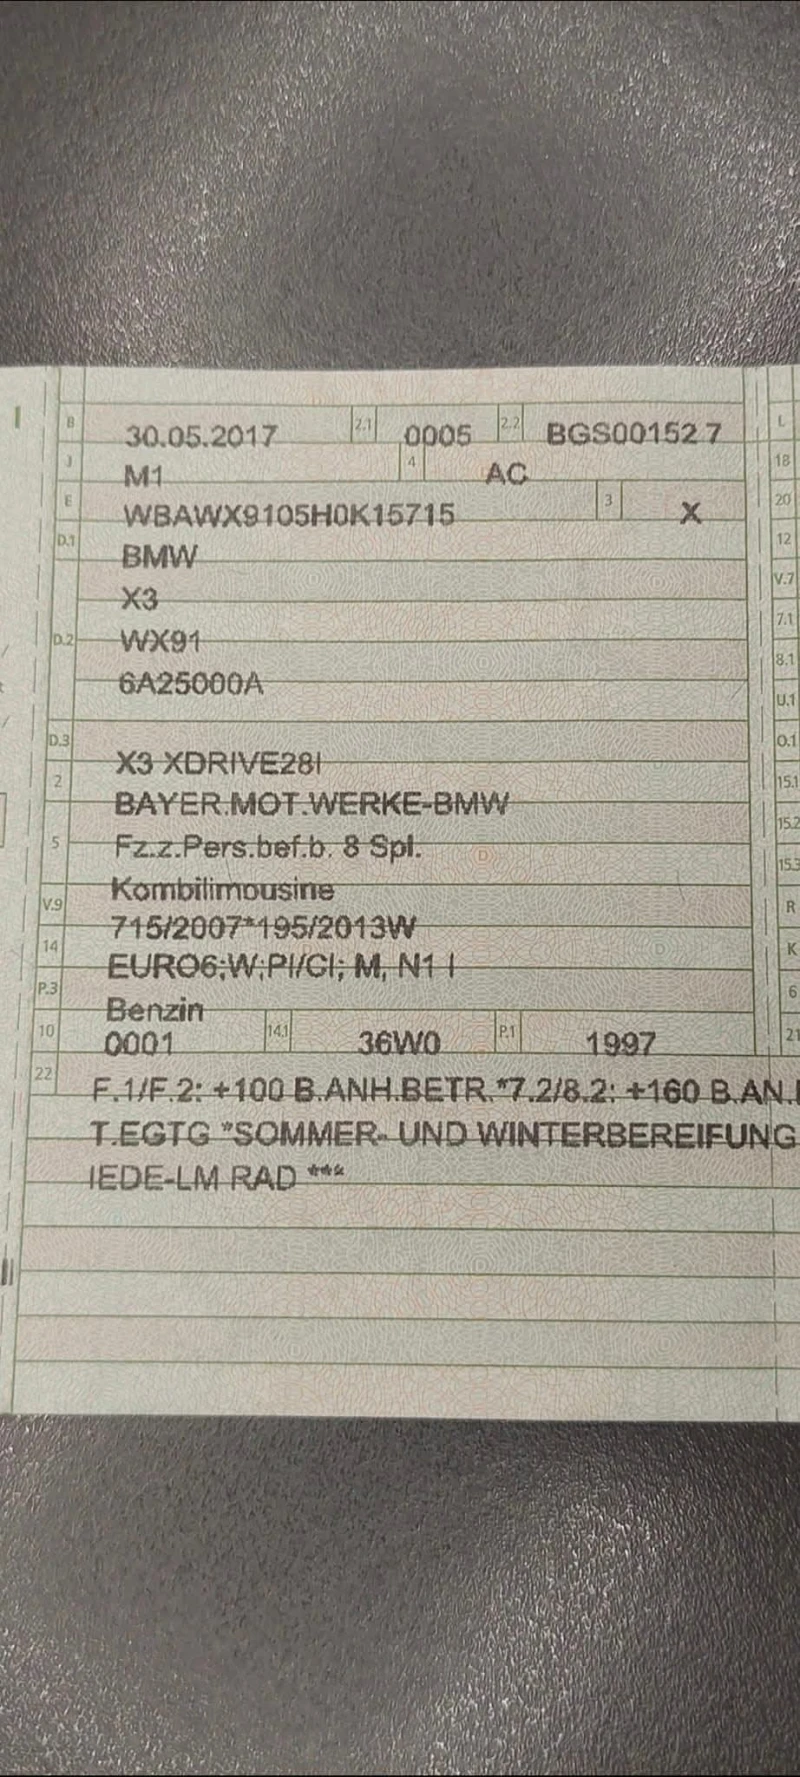 B 30.05.2017 2.1 0005 2.2 BGS00152 7 L
J M1 4 AC 18
E WBAWX9105H0K15715 3 X 20
D.1 BMW 12
X3 V.7
D.2 WX91 7.1
6A25000A 8.1
U.1
D.3 X3 XDRIVE28I O.1
2 BAYER.MOT.WERKE-BMW 15.1
5 Fz.z.Pers.bef.b. 8 Spl. 15.2
Kombilimousine 15.3
V.9 715/2007*195/2013W R
14 EURO6;W;PI/CI; M, N1 I K
P.3 Benzin 6
10 0001 14.1 36W0 P.1 1997 21
22 F.1/F.2: +100 B.ANH.BETR.*7.2/8.2: +160 B.AN.
T.EGTG *SOMMER- UND WINTERBEREIFUNG
IEDE-LM RAD ***